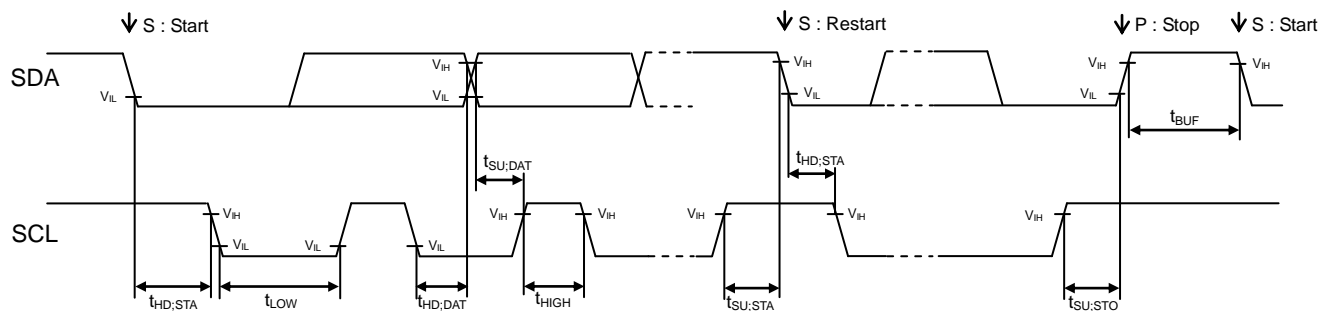 S : Start
S : Restart
P : Stop
S : Start
SDA
VIH
VIL
VIL
VIH
VIL
VIL
VIH
VIH
tBUF
tSU;DAT
tHD;STA
SCL
VIH
VIL
VIL
VIL
VIH
VIH
VIH
VIH
VIH
tHD;STA
tLOW
tHD;DAT
tHIGH
tSU;STA
tSU;STO